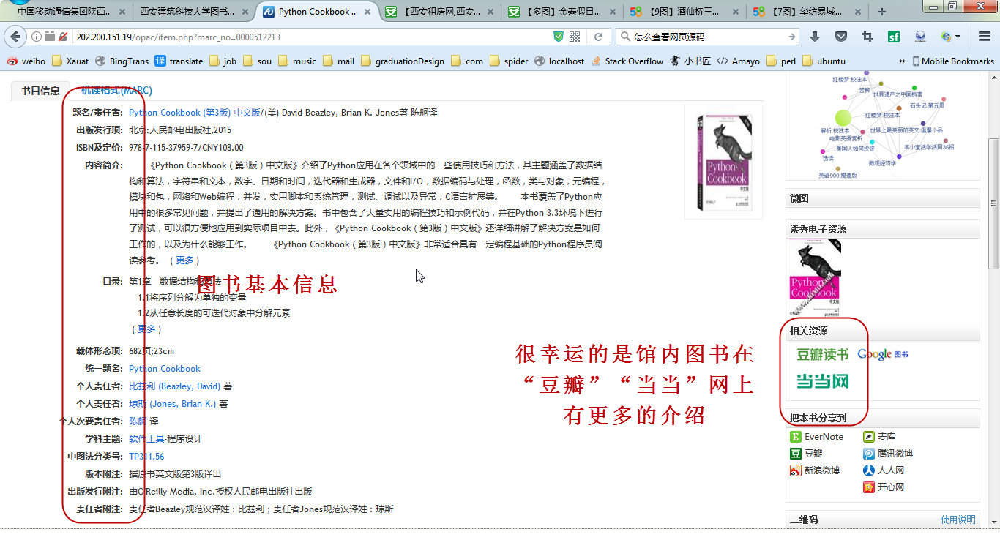 中国移动通信集团陕西...
西安建筑科技大学图书...
Python Cookbook ...
【西安租房网,西安...
【多图】金泰假日...
58 【9图】酒仙桥三...
58 【7图】华纺易城...
202.200.151.19/opac/item.php?marc_no=0000512213
怎么查看网页源码
sf
weibo Xauat BingTrans 译 translate job sou music mail graduationDesign com spider localhost Stack Overflow 小书匠 </> Amayo perl ubuntu » Mobile Bookmarks
书目信息
机读格式(MARC)
题名/责任者: Python Cookbook (第3版) 中文版/(美) David Beazley, Brian K. Jones著 陈舸译
出版发行项: 北京:人民邮电出版社,2015
ISBN及定价: 978-7-115-37959-7/CNY108.00
内容简介: 《Python Cookbook（第3版）中文版》介绍了Python应用在各个领域中的一些使用技巧和方法，其主题涵盖了数据结
构和算法，字符串和文本，数字、日期和时间，迭代器和生成器，文件和I/O，数据编码与处理，函数，类与对象，元编程，
模块和包，网络和Web编程，并发，实用脚本和系统管理，测试、调试以及异常，C语言扩展等。 本书覆盖了Python应
用中的很多常见问题，并提出了通用的解决方案。书中包含了大量实用的编程技巧和示例代码，并在Python 3.3环境下进行
了测试，可以很方便地应用到实际项目中去。此外，《Python Cookbook（第3版）中文版》还详细讲解了解决方案是如何
工作的，以及为什么能够工作。 《Python Cookbook（第3版）中文版》非常适合具有一定编程基础的Python程序员阅
读参考。（更多）
目录: 第1章 数据结构和算法
1.1将序列分解为单独的变量
1.2从任意长度的可迭代对象中分解元素
（更多）
图书基本信息
载体形态项: 682页;23cm
统一题名: Python Cookbook
个人责任者: 比兹利 (Beazley, David) 著
个人责任者: 琼斯 (Jones, Brian K.) 著
个人次要责任者: 陈舸 译
学科主题: 软件工具-程序设计
中图法分类号: TP311.56
版本附注: 据原书英文版第3版译出
出版发行附注: 由O'Reilly Media, Inc.授权人民邮电出版社出版
责任者附注: 责任者Beazley规范汉译姓：比兹利；责任者Jones规范汉译姓：琼斯
很幸运的是馆内图书在
“豆瓣”“当当”网上
有更多的介绍
Python
Cookbook
中文版
红楼梦 校注本
苦聊
世界遗产之中国档案
石头记 第五册
红楼梦 校注本
解析 校注本
世界上最美丽的英文 温馨小品
电影英语赏析
美国人如何投资
韦小宝活学活用36招
选读
微观经济学
英语900 提速版
微图
读秀电子资源
Python
Cookbook
中文版
相关资源
豆瓣读书 Google 图书
当当网
把本书分享到
EverNote 麦库
豆瓣 腾讯微博
新浪微博 人人网
开心网
二维码 使用说明